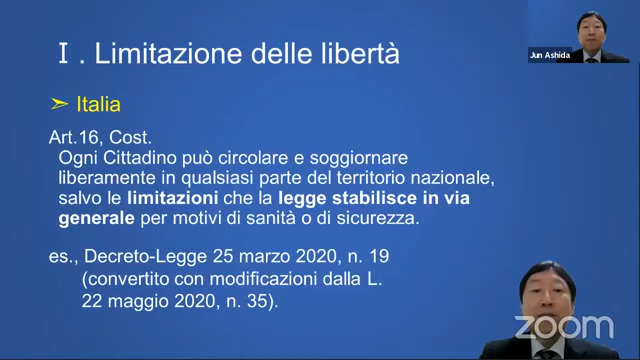 Ⅰ. Limitazione delle libertà
Jun Ashida
➣ Italia
Art.16, Cost.
Ogni Cittadino può circolare e soggiornare
liberamente in qualsiasi parte del territorio nazionale,
salvo le limitazioni che la legge stabilisce in via
generale per motivi di sanità o di sicurezza.
es., Decreto-Legge 25 marzo 2020, n. 19
(convertito con modificazioni dalla L.
22 maggio 2020, n. 35).
zoom